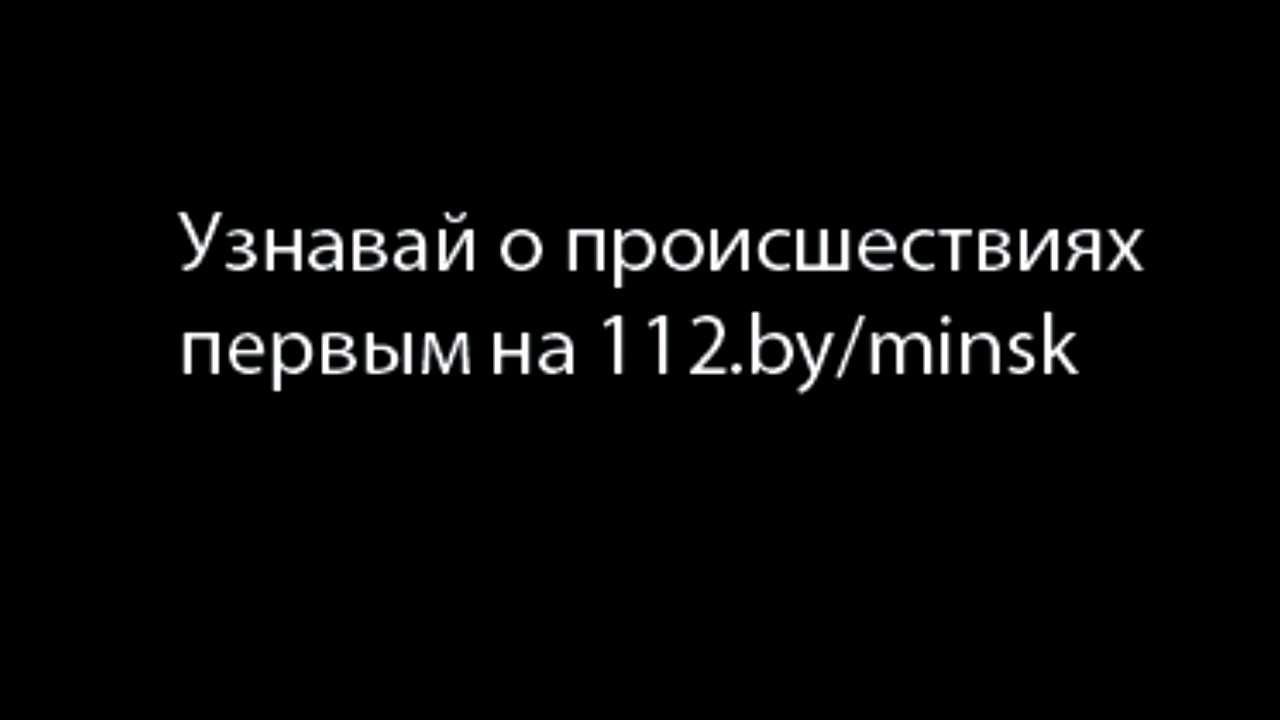 Узнавай о происшествиях
первым на 112.by/minsk